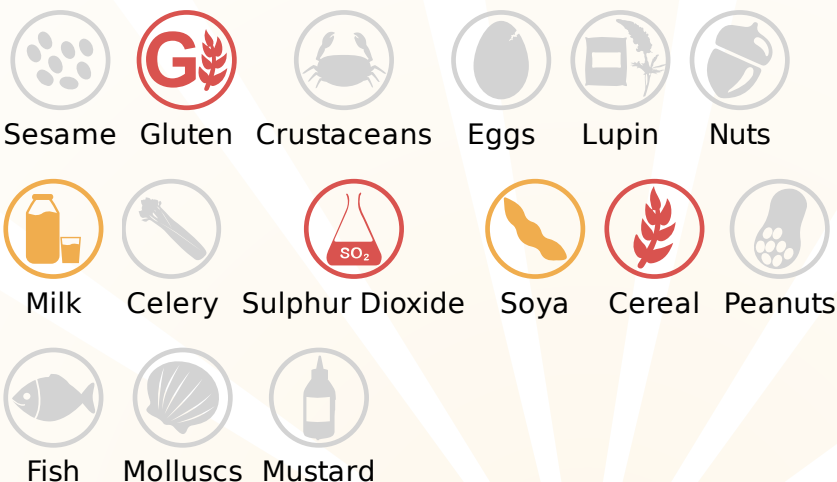 G
Sesame Gluten Crustaceans Eggs Lupin Nuts
SO₂
Milk Celery Sulphur Dioxide Soya Cereal Peanuts
Fish Molluscs Mustard